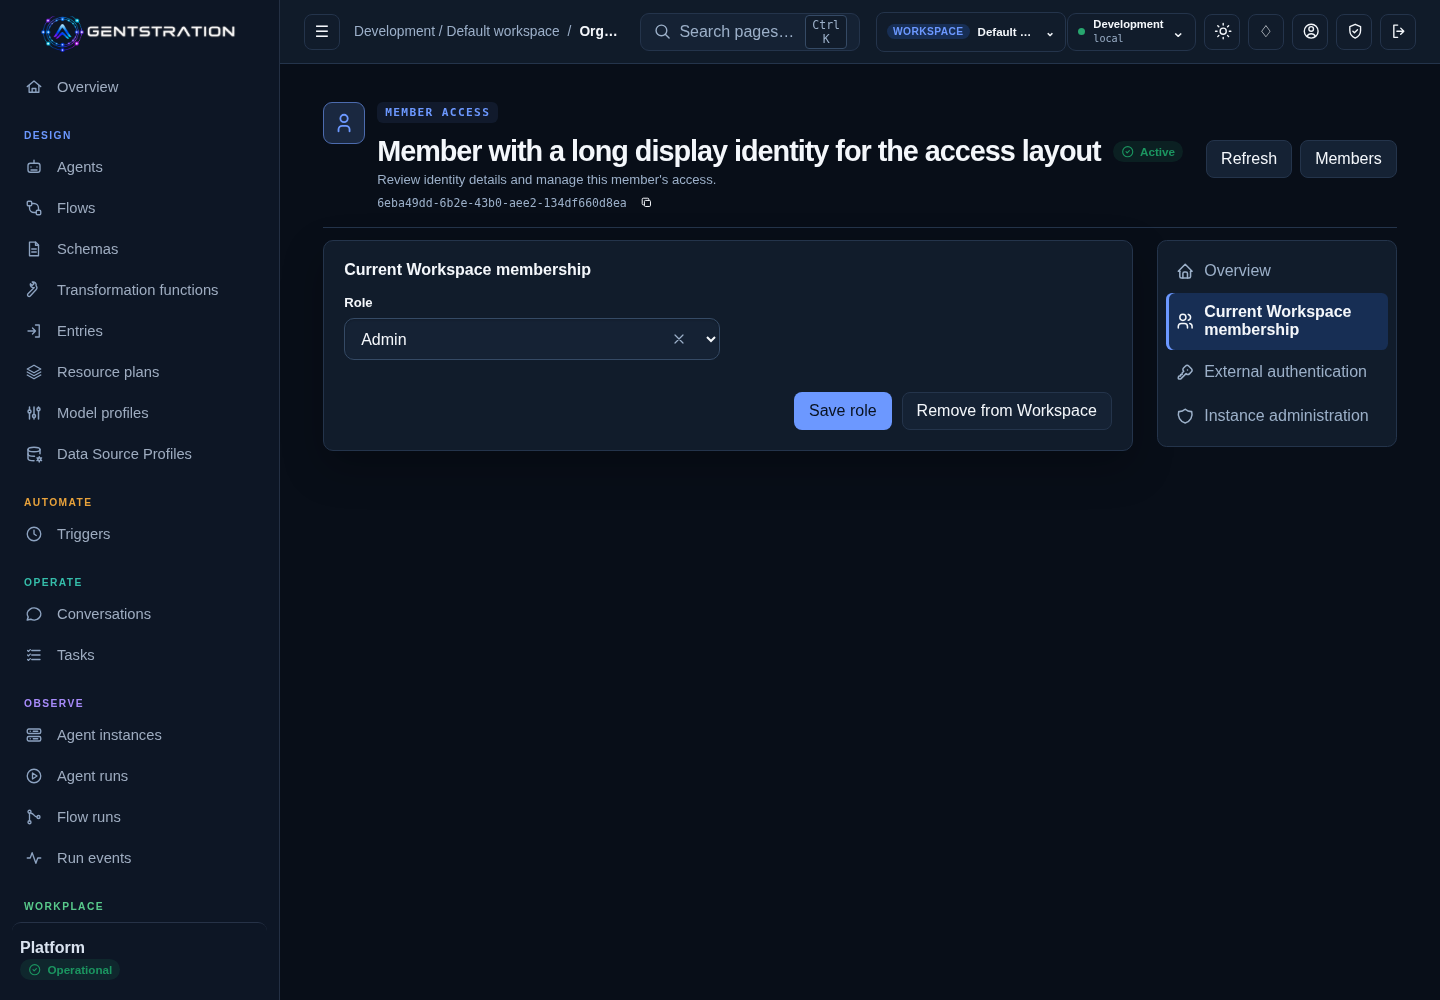 GENTSTRATION
Overview
DESIGN
Agents
Flows
Schemas
Transformation functions
Entries
Resource plans
Model profiles
Data Source Profiles
AUTOMATE
Triggers
OPERATE
Conversations
Tasks
OBSERVE
Agent instances
Agent runs
Flow runs
Run events
WORKPLACE
Platform
Operational
Development / Default workspace / Org...
Search pages...
Ctrl
K
WORKSPACE Default ...
Development
local
MEMBER ACCESS
Member with a long display identity for the access layout
Active
Review identity details and manage this member's access.
6eba49dd-6b2e-43b0-aee2-134df660d8ea
Refresh
Members
Current Workspace membership
Role
Admin
Save role
Remove from Workspace
Overview
Current Workspace
membership
External authentication
Instance administration